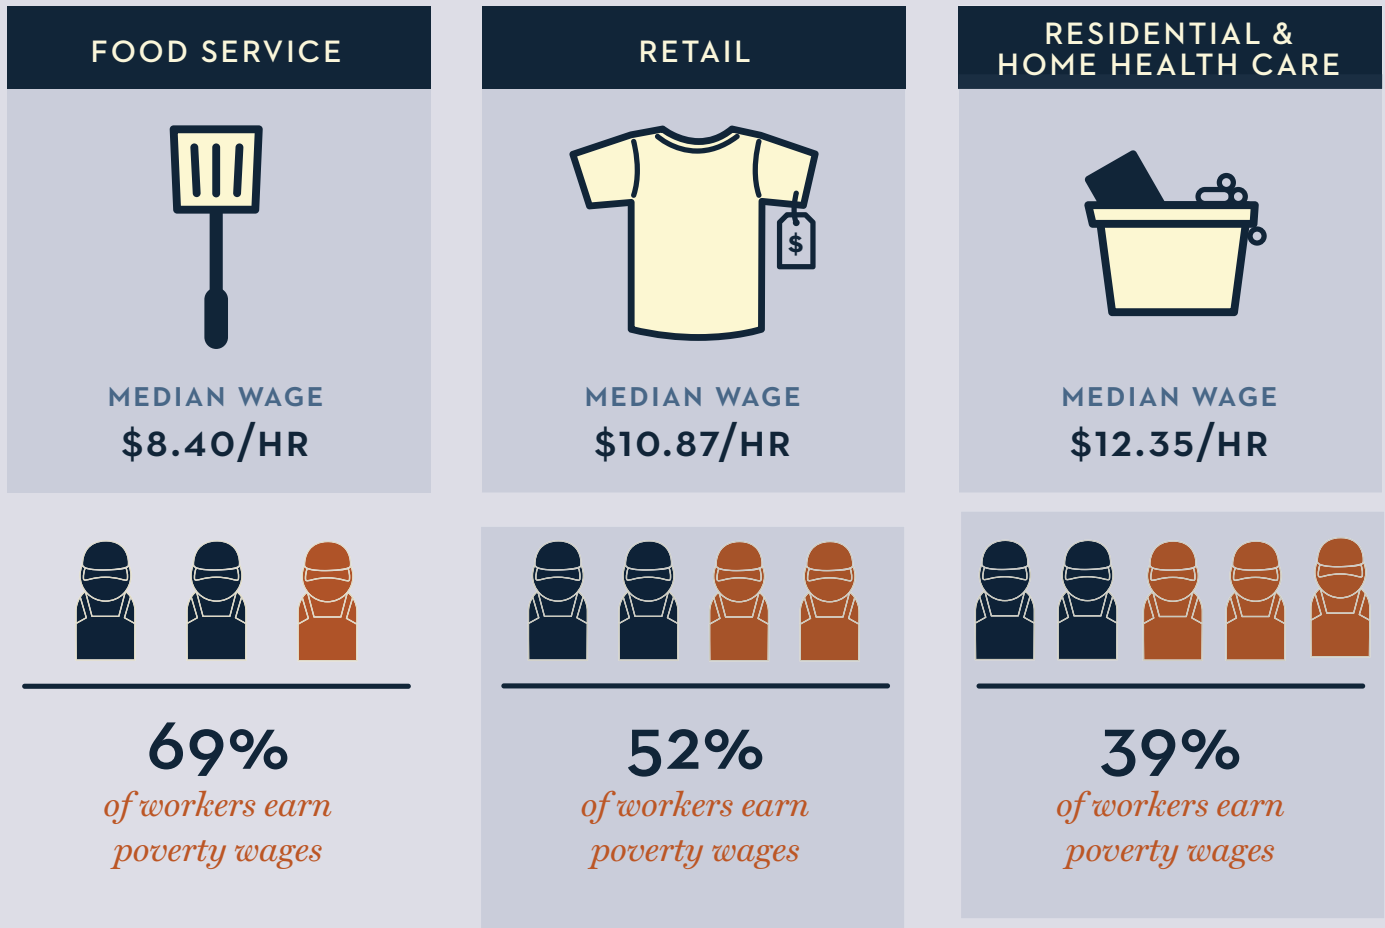 FOOD SERVICE
MEDIAN WAGE
$8.40/HR
69%
of workers earn
poverty wages
RETAIL
$
MEDIAN WAGE
$10.87/HR
52%
of workers earn
poverty wages
RESIDENTIAL &
HOME HEALTH CARE
MEDIAN WAGE
$12.35/HR
39%
of workers earn
poverty wages